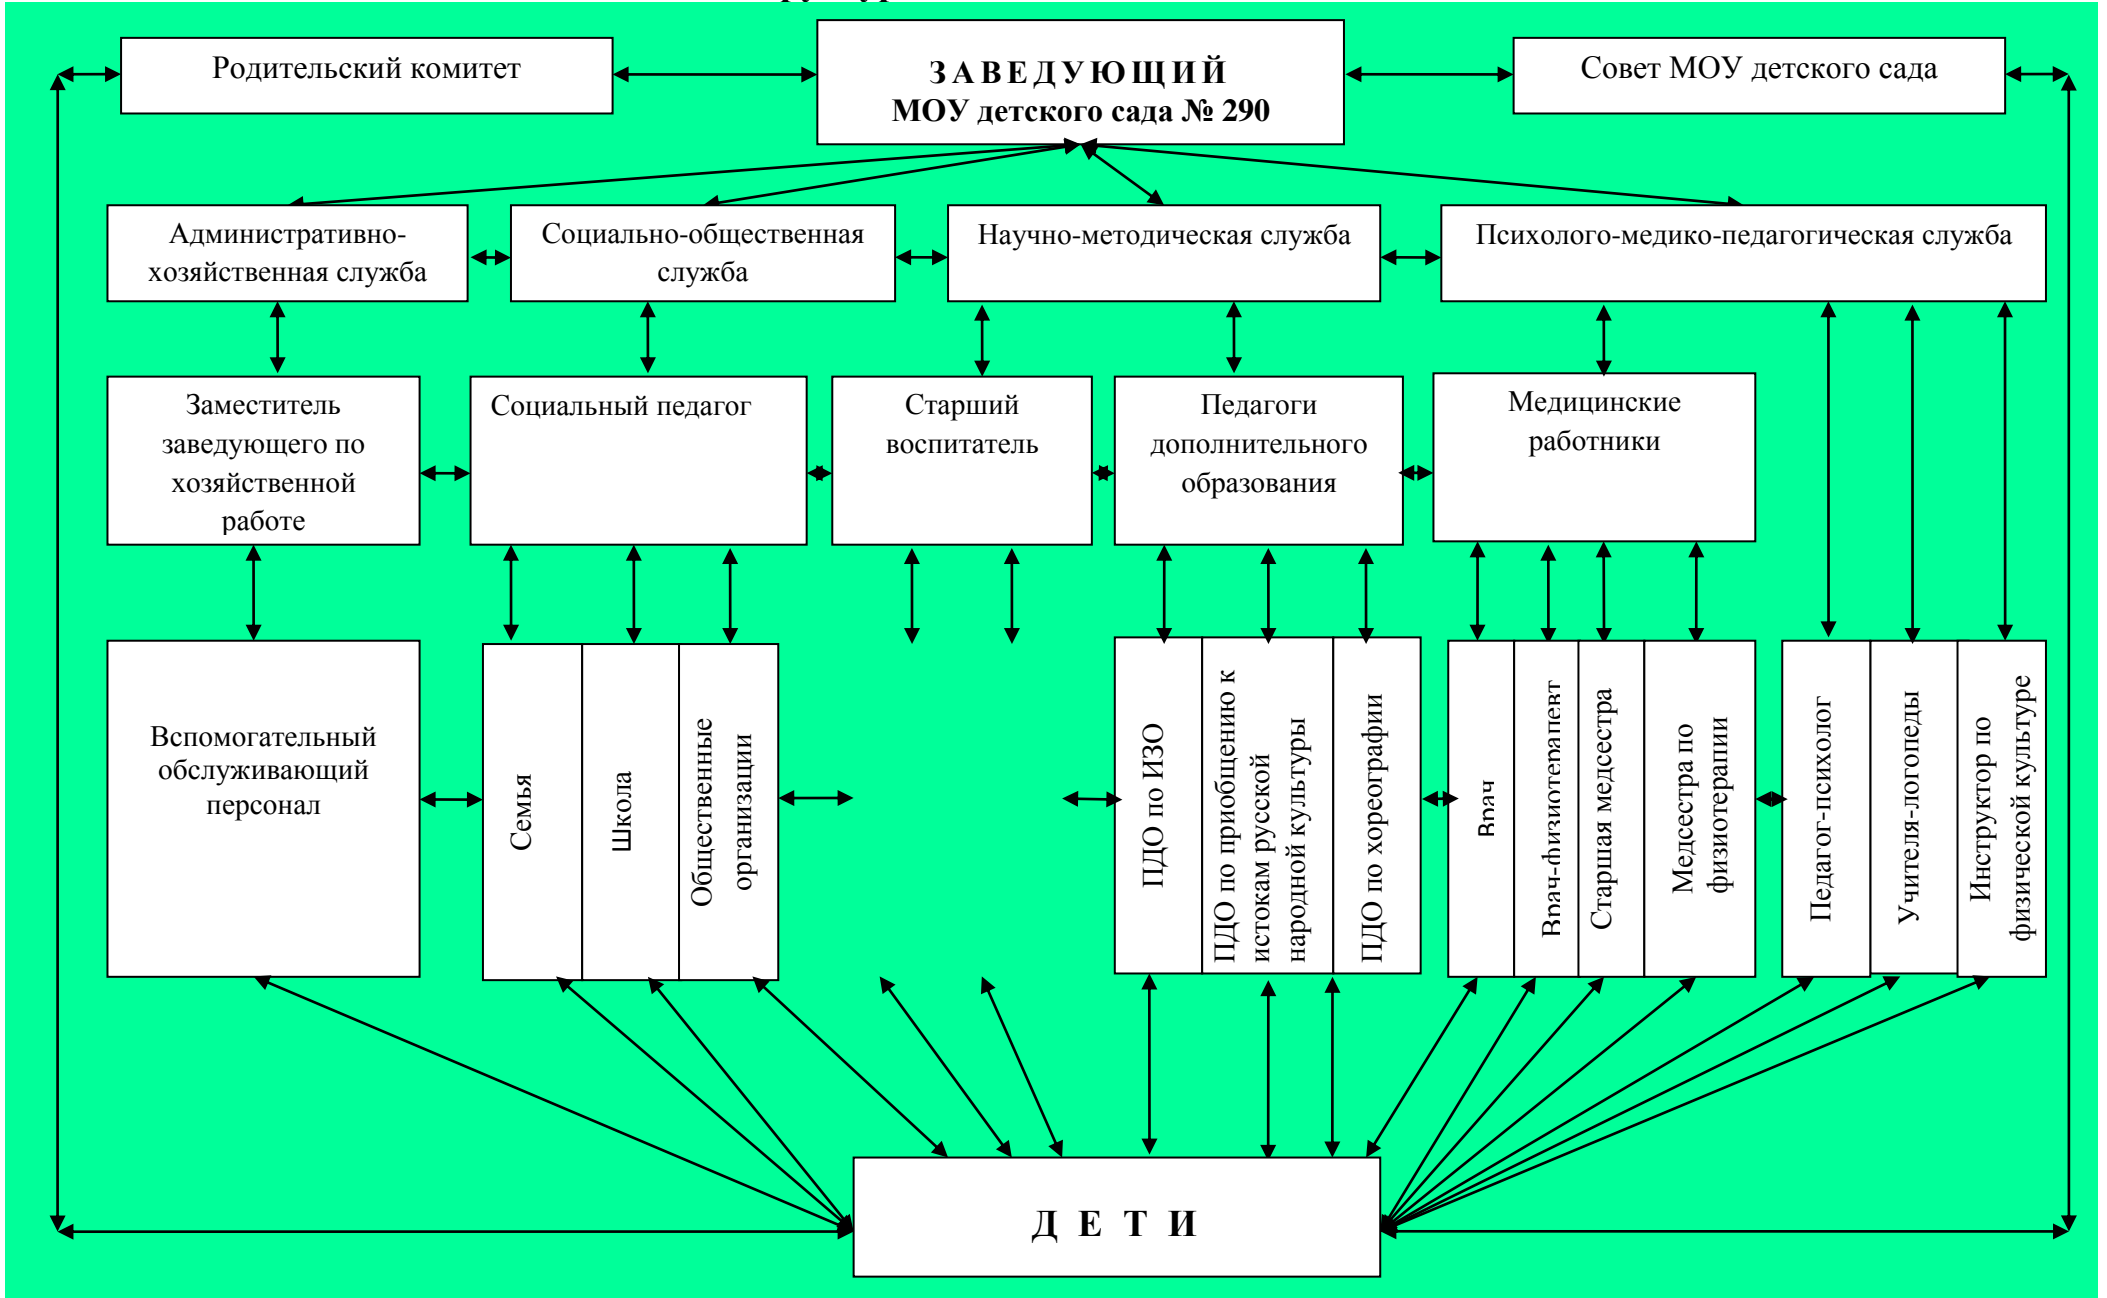 Родительский комитет
ЗАВЕДУЮЩИЙ
МОУ детского сада № 290
Совет МОУ детского сада
Административно-
хозяйственная служба
Социально-общественная
служба
Научно-методическая служба
Психолого-медико-педагогическая служба
Заместитель
заведующего по
хозяйственной
работе
Социальный педагог
Старший
воспитатель
Педагоги
дополнительного
образования
Медицинские
работники
Вспомогательный
обслуживающий
персонал
Семья
Школа
Общественные
организации
ПДО по ИЗО
ПДО по приобщению к
истокам русской
народной культуры
ПДО по хореографии
Врач
Врач-физиотерапевт
Старшая медсестра
Медсестра по
физиотерапии
Педагог-психолог
Учителя-логопеды
Инструктор по
физической культуре
Д Е Т И